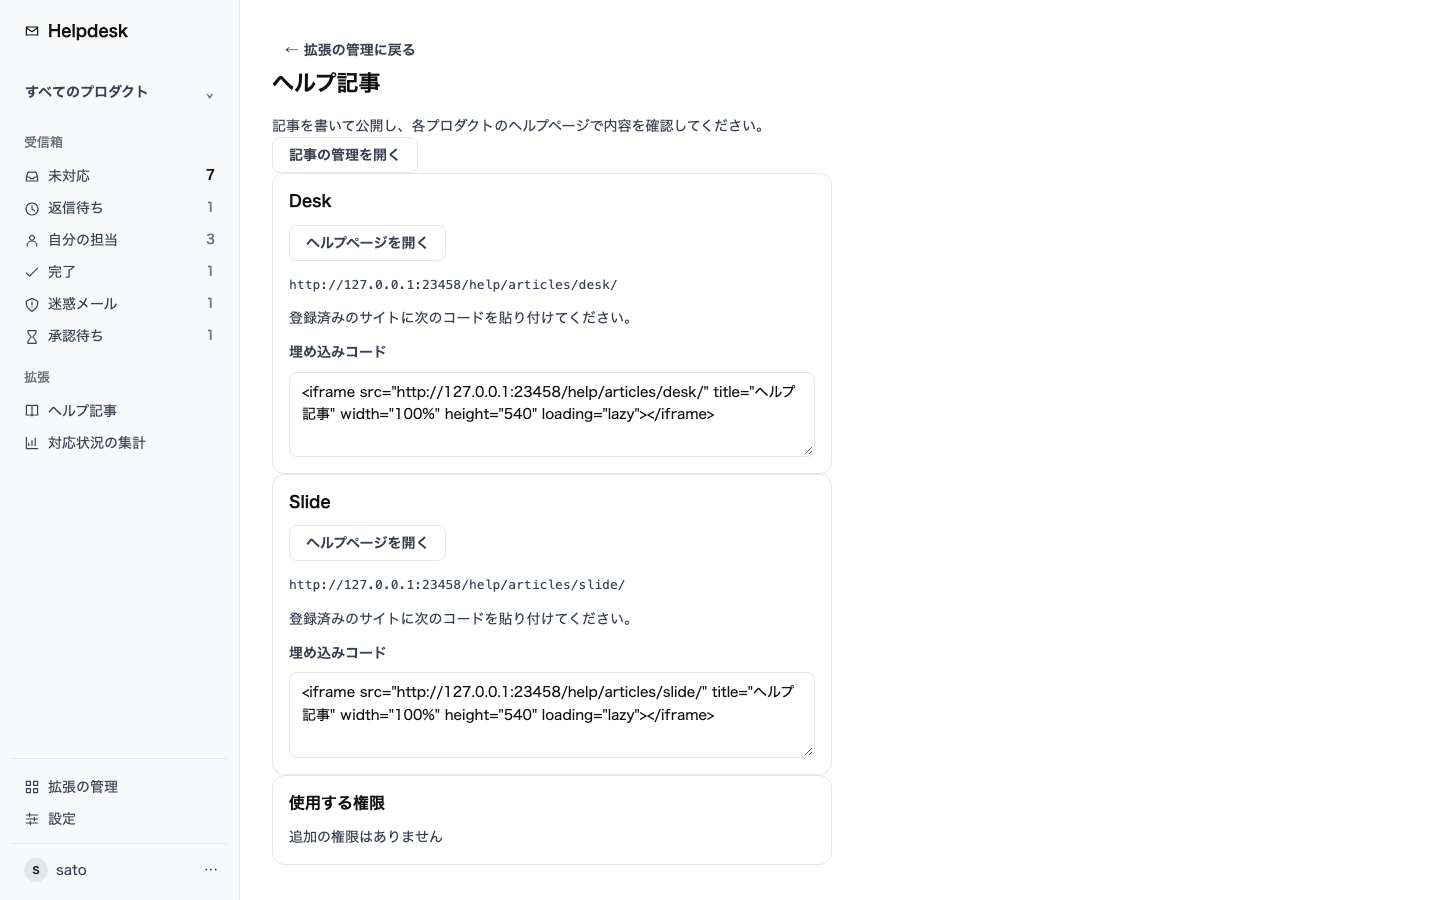 Helpdesk
すべてのプロダクト
受信箱
未対応 7
返信待ち 1
自分の担当 3
完了 1
迷惑メール 1
承認待ち 1
拡張
ヘルプ記事
対応状況の集計
拡張の管理
設定
S sato ...
← 拡張の管理に戻る
ヘルプ記事
記事を書いて公開し、各プロダクトのヘルプページで内容を確認してください。
記事の管理を開く
Desk
ヘルプページを開く
http://127.0.0.1:23458/help/articles/desk/
登録済みのサイトに次のコードを貼り付けてください。
埋め込みコード
<iframe src="http://127.0.0.1:23458/help/articles/desk/" title="ヘルプ
記事" width="100%" height="540" loading="lazy"></iframe>
Slide
ヘルプページを開く
http://127.0.0.1:23458/help/articles/slide/
登録済みのサイトに次のコードを貼り付けてください。
埋め込みコード
<iframe src="http://127.0.0.1:23458/help/articles/slide/" title="ヘルプ
記事" width="100%" height="540" loading="lazy"></iframe>
使用する権限
追加の権限はありません